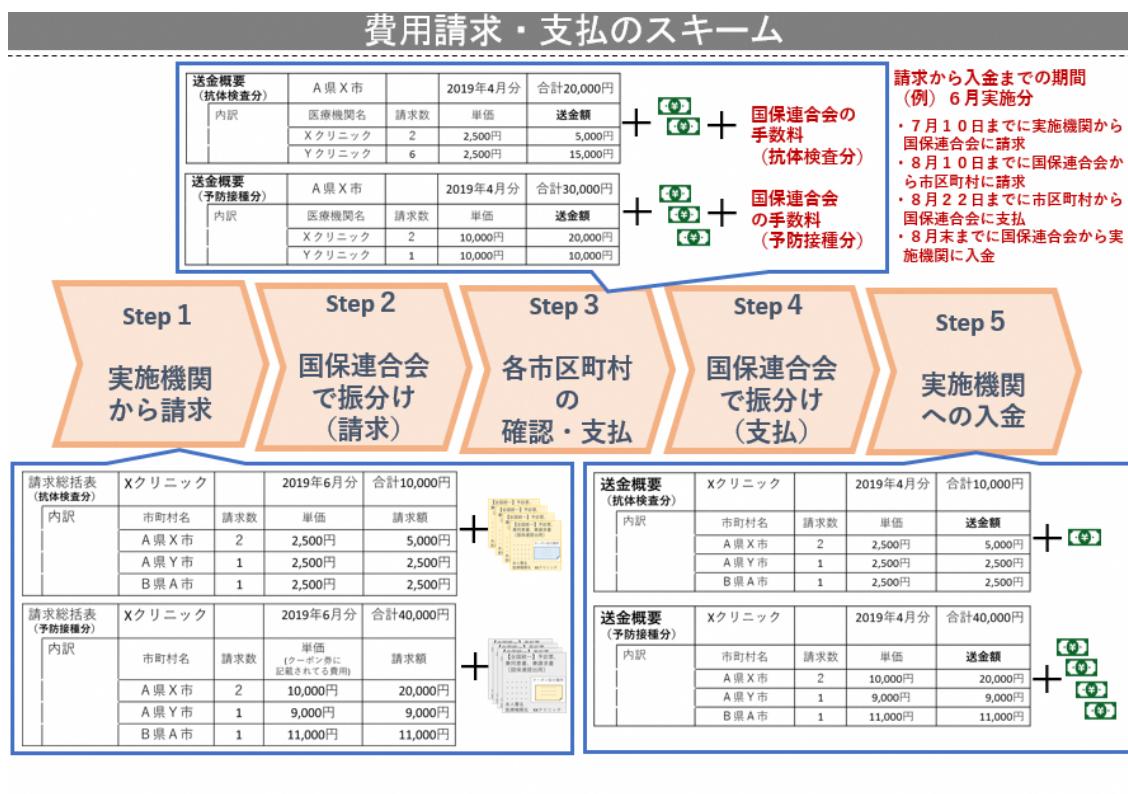 費用請求・支払のスキーム
送金概要 A県X市 2019年4月分 合計20,000円
（抗体検査分）
内訳 医療機関名 請求数 単価 送金額
Xクリニック 2 2,500円 5,000円
Yクリニック 6 2,500円 15,000円
＋ ＋ 国保連合会の
手数料
（抗体検査分）
送金概要 A県X市 2019年4月分 合計30,000円
（予防接種分）
内訳 医療機関名 請求数 単価 送金額
Xクリニック 2 10,000円 20,000円
Yクリニック 1 10,000円 10,000円
＋ ＋ 国保連合会
の手数料
（予防接種分）
請求から入金までの期間
（例）６月実施分
・７月１０日までに実施機関から
国保連合会に請求
・８月１０日までに国保連合会か
ら市区町村に請求
・８月２２日までに市区町村から
国保連合会に支払
・８月末までに国保連合会から実
施機関に入金
Step 1
実施機関
から請求
Step 2
国保連合会
で振分け
（請求）
Step 3
各市区町村
の
確認・支払
Step 4
国保連合会
で振分け
（支払）
Step 5
実施機関
への入金
請求総括表 Xクリニック 2019年6月分 合計10,000円
（抗体検査分）
内訳 市町村名 請求数 単価 請求額
A県X市 2 2,500円 5,000円
A県Y市 1 2,500円 2,500円
B県A市 1 2,500円 2,500円
＋
請求総括表 Xクリニック 2019年6月分 合計40,000円
（予防接種分）
内訳 市町村名 請求数 単価 請求額
(クーポン券に
記載されてる費用)
A県X市 2 10,000円 20,000円
A県Y市 1 9,000円 9,000円
B県A市 1 11,000円 11,000円
＋
送金概要 Xクリニック 2019年4月分 合計10,000円
（抗体検査分）
内訳 市町村名 請求数 単価 送金額
A県X市 2 2,500円 5,000円
A県Y市 1 2,500円 2,500円
B県A市 1 2,500円 2,500円
＋
送金概要 Xクリニック 2019年4月分 合計40,000円
（予防接種分）
内訳 市町村名 請求数 単価 送金額
A県X市 2 10,000円 20,000円
A県Y市 1 9,000円 9,000円
B県A市 1 11,000円 11,000円
＋